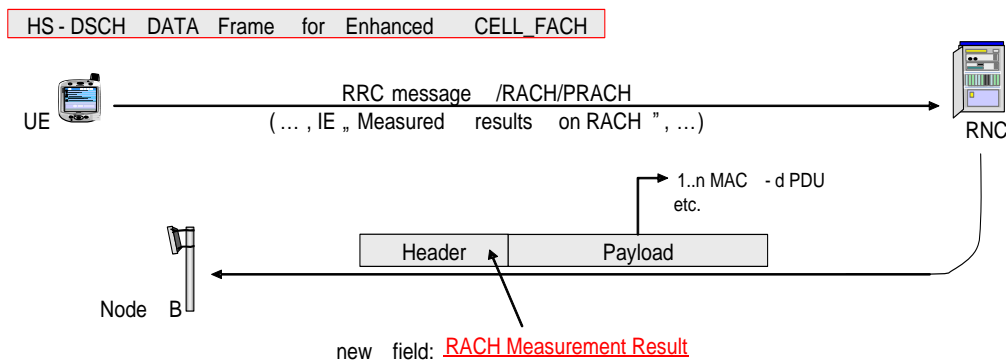 HS - DSCH DATA Frame for Enhanced CELL_FACH
RRC message /RACH/PRACH
UE
( … , IE „ Measured results on RACH ” , …)
RNC
1..n MAC - d PDU
etc.
Header Payload
Node B
new field: RACH Measurement Result